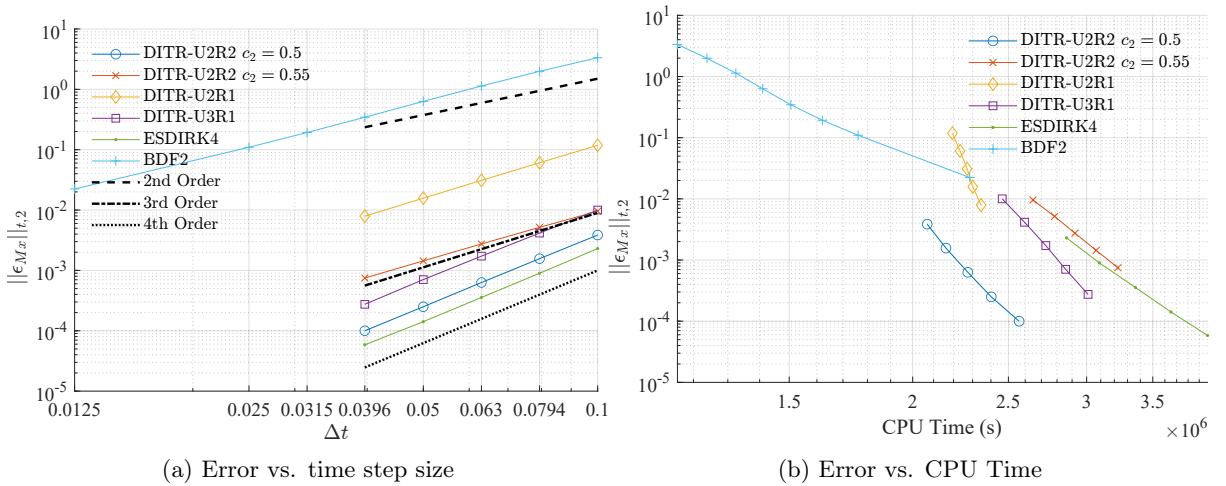 10^1
10^0
10^-1
10^-2
10^-3
10^-4
10^-5
||ϵ_{Mx}||_{t,2}
DITR-U2R2 c_2 = 0.5
DITR-U2R2 c_2 = 0.55
DITR-U2R1
DITR-U3R1
ESDIRK4
BDF2
2nd Order
3rd Order
4th Order
0.0125 0.025 0.0315 0.0396 0.05 0.063 0.0794 0.1
Δt
(a) Error vs. time step size
10^1
10^0
10^-1
10^-2
10^-3
10^-4
10^-5
||ϵ_{Mx}||_{t,2}
DITR-U2R2 c_2 = 0.5
DITR-U2R2 c_2 = 0.55
DITR-U2R1
DITR-U3R1
ESDIRK4
BDF2
1.5 2 2.5 3 3.5
CPU Time (s)
×10^6
(b) Error vs. CPU Time